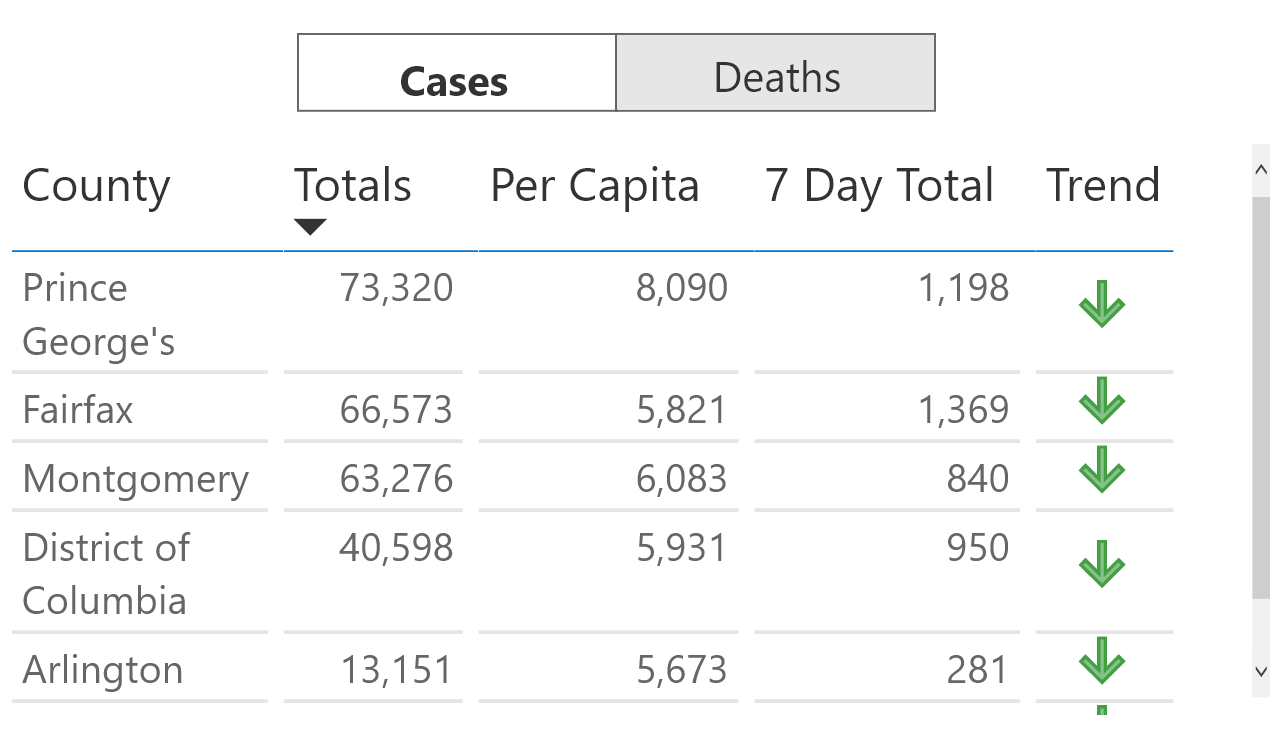 Cases Deaths
County Totals Per Capita 7 Day Total Trend
Prince 73,320 8,090 1,198
George's
Fairfax 66,573 5,821 1,369
Montgomery 63,276 6,083 840
District of 40,598 5,931 950
Columbia
Arlington 13,151 5,673 281